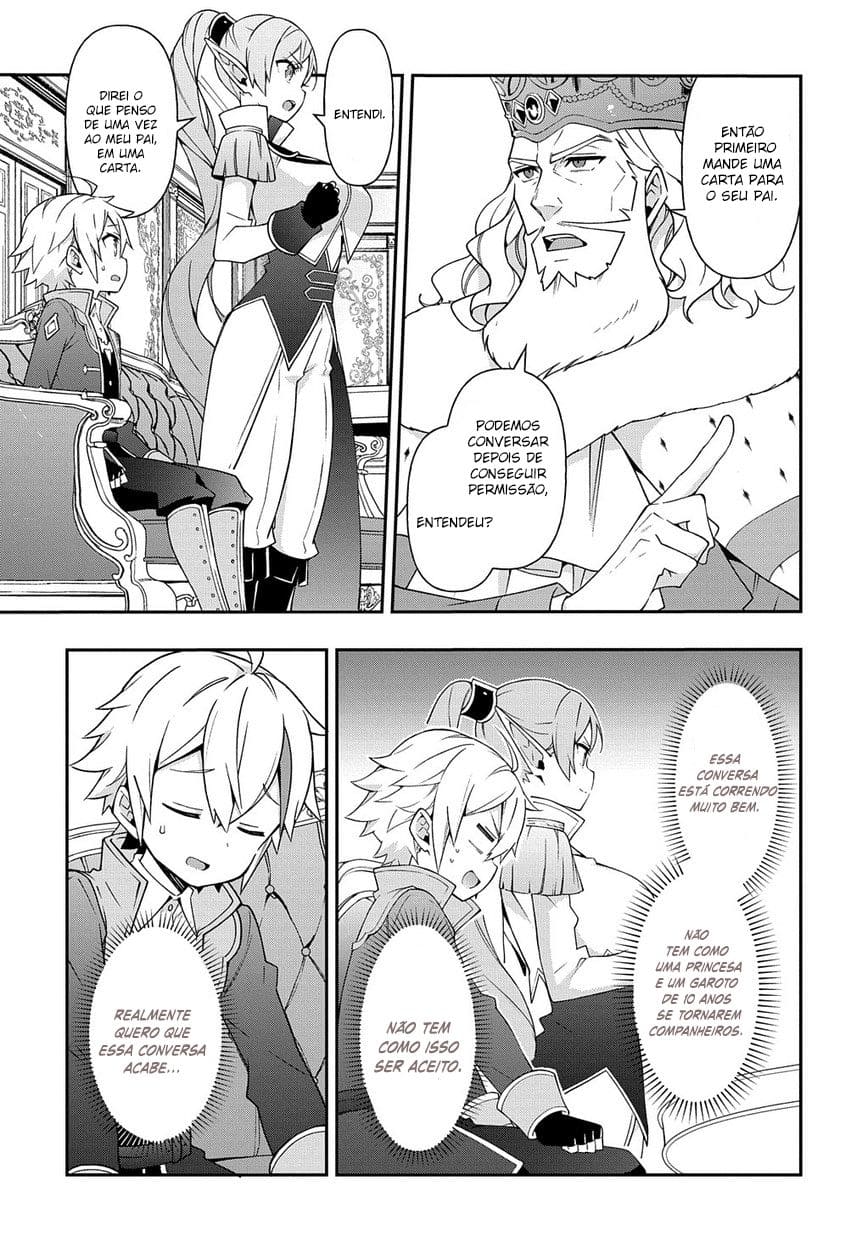 ENTÃO
PRIMEIRO
MANDE UMA
CARTA PARA
O SEU PAI.
PODEMOS
CONVERSAR
DEPOIS DE
CONSEGUIR
PERMISSÃO,
ENTENDEU?
ENTENDI.
DIREI O
QUE PENSO
DE UMA VEZ
AO MEU PAI,
EM UMA
CARTA.
ESSA
CONVERSA
ESTÁ CORRENDO
MUITO BEM.
NÃO
TEM COMO
UMA PRINCESA
E UM GAROTO
DE 10 ANOS
SE TORNAREM
COMPANHEIROS.
NÃO TEM
COMO ISSO
SER ACEITO.
REALMENTE
QUERO QUE
ESSA CONVERSA
ACABE...